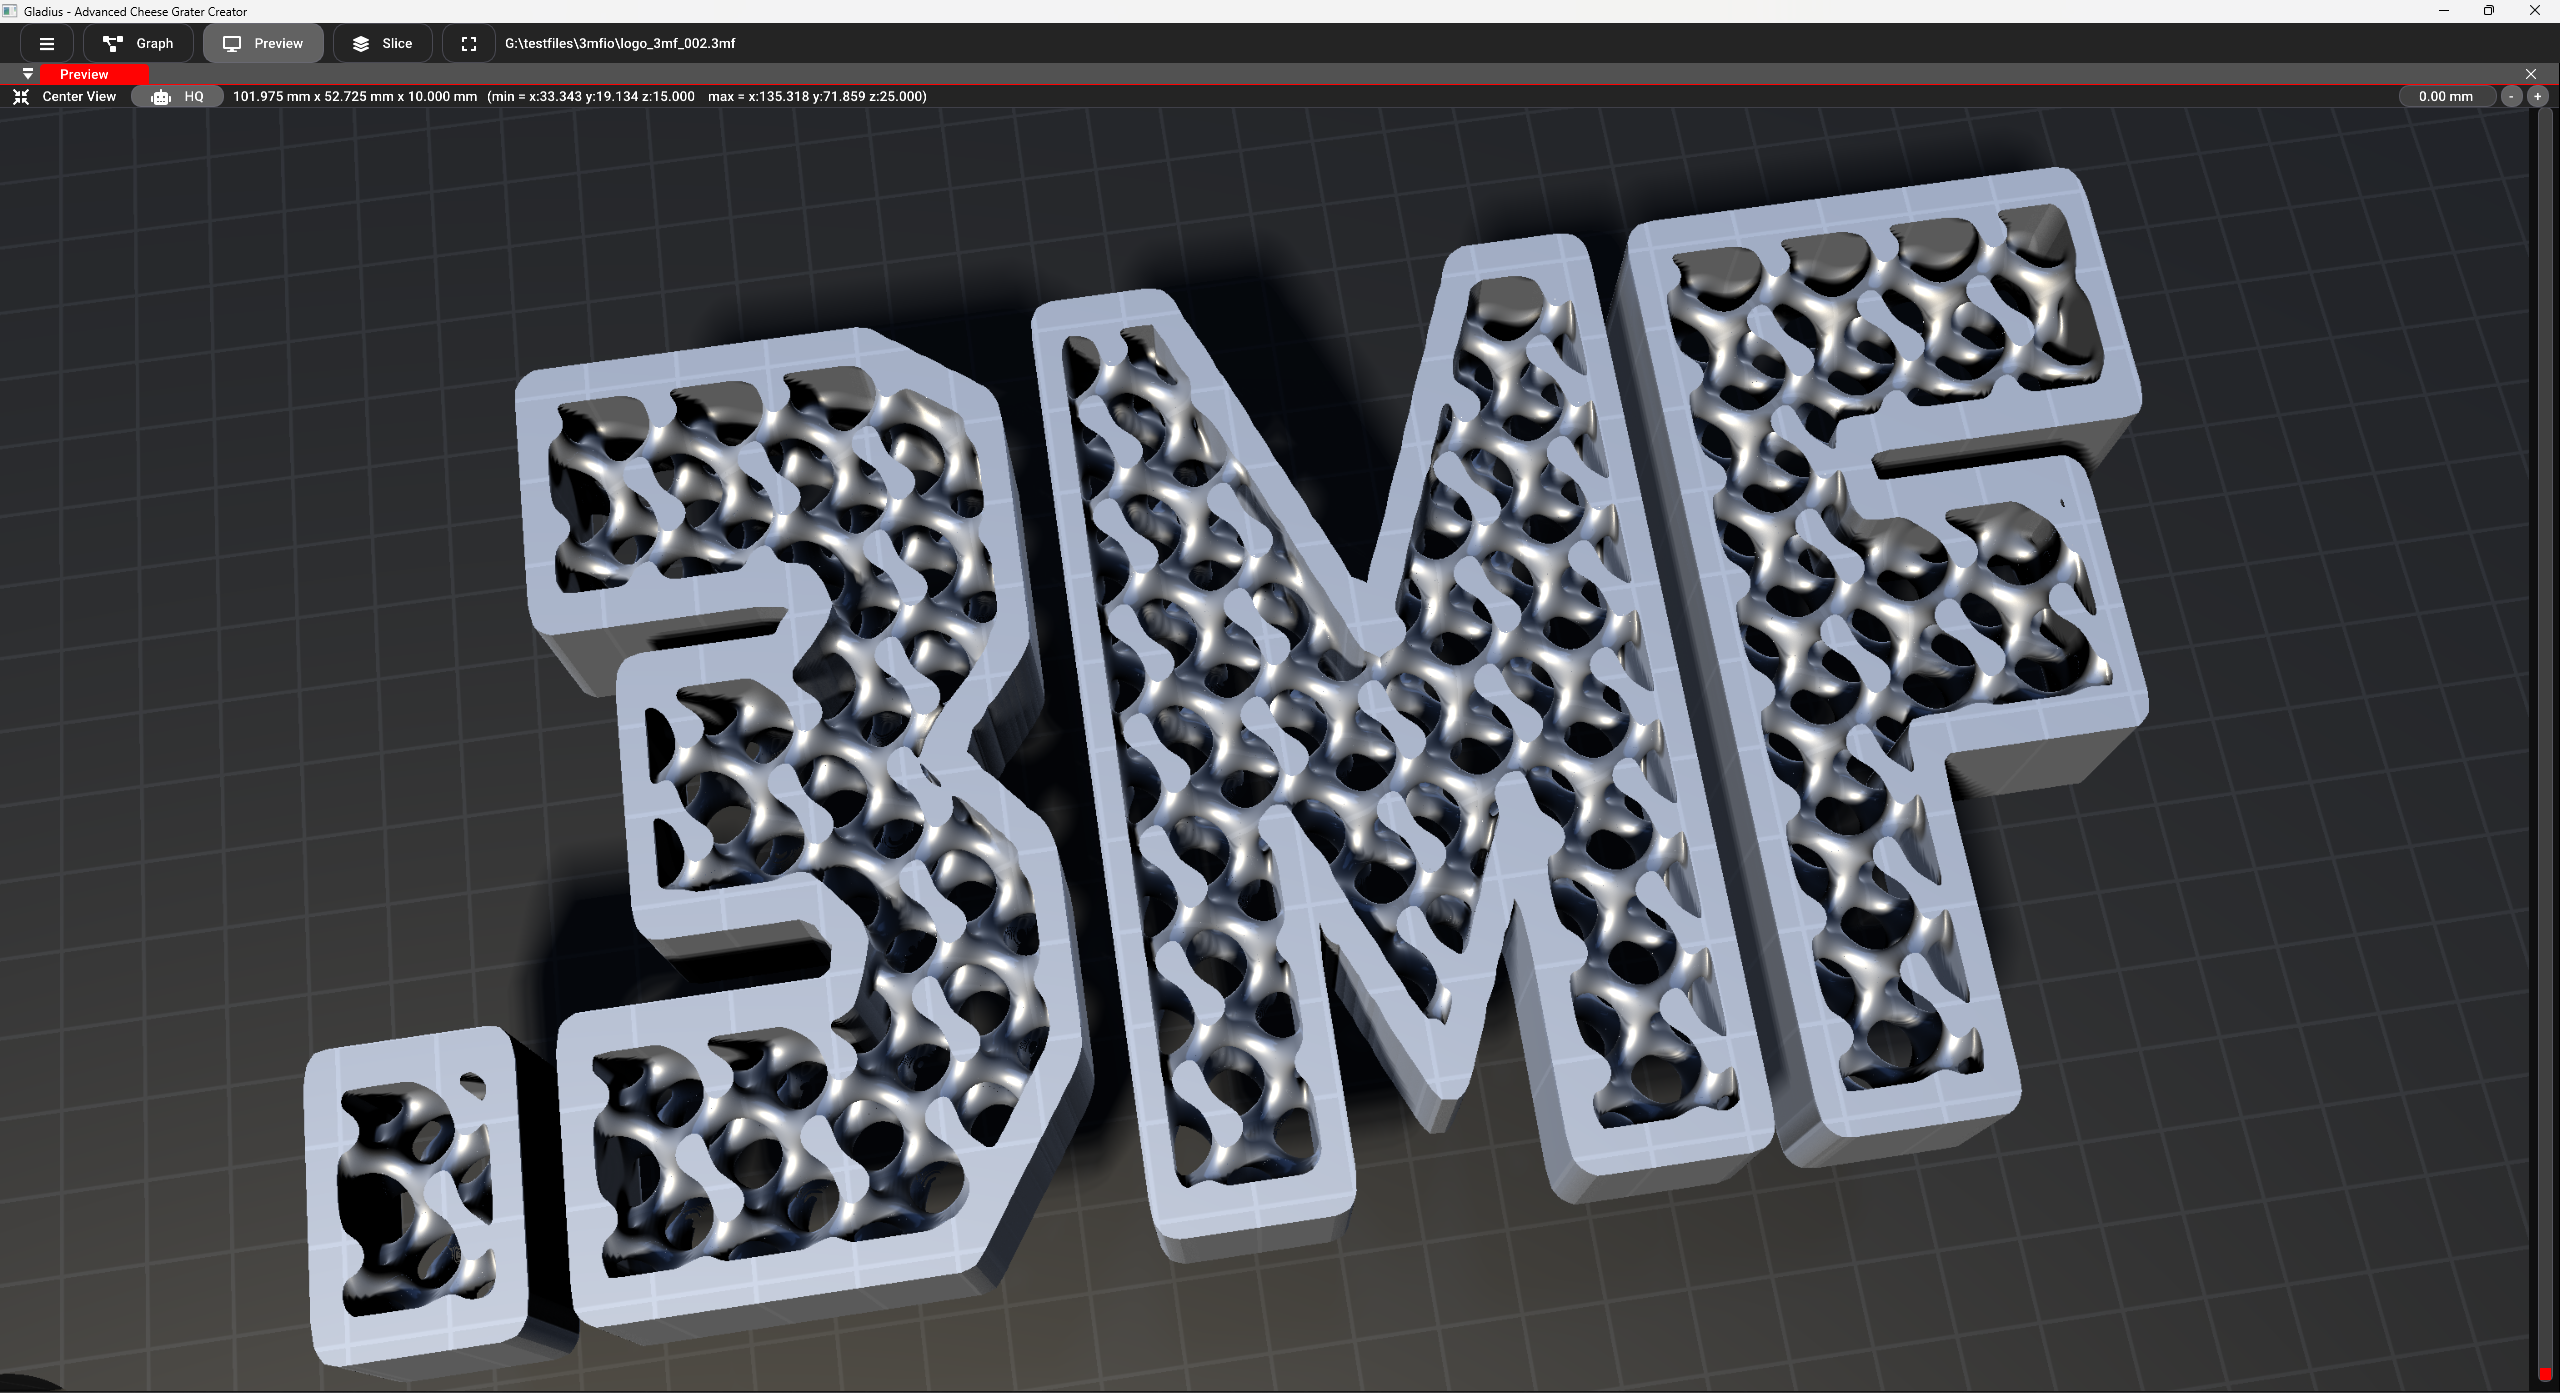 Gladius - Advanced Cheese Grater Creator
Graph Preview Slice G:\testfiles\3mfio\logo_3mf_002.3mf
Preview
Center View HQ 101.975 mm x 52.725 mm x 10.000 mm (min = x:33.343 y:19.134 z:15.000 max = x:135.318 y:71.859 z:25.000) 0.00 mm - +
.3MF